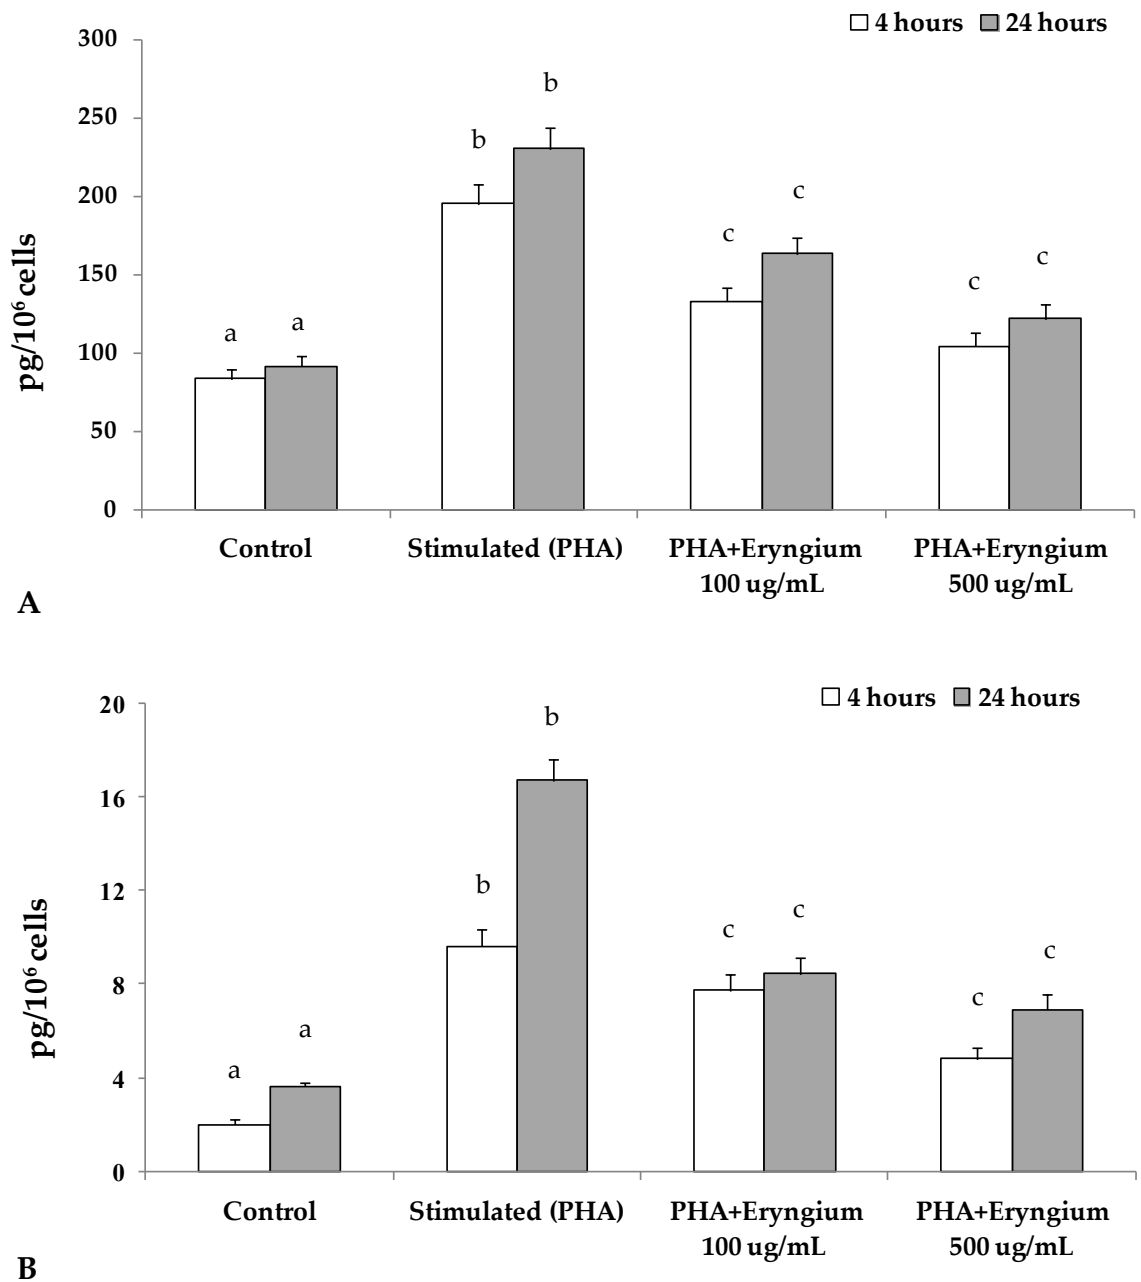 4 hours 24 hours
300
250
200
150
100
50
0
pg/10⁶ cells
a
a
b
b
c
c
c
c
Control
Stimulated (PHA)
PHA+Eryngium
100 ug/mL
PHA+Eryngium
500 ug/mL
A
4 hours 24 hours
20
16
12
8
4
0
pg/10⁶ cells
a
a
b
b
c
c
c
c
Control
Stimulated (PHA)
PHA+Eryngium
100 ug/mL
PHA+Eryngium
500 ug/mL
B